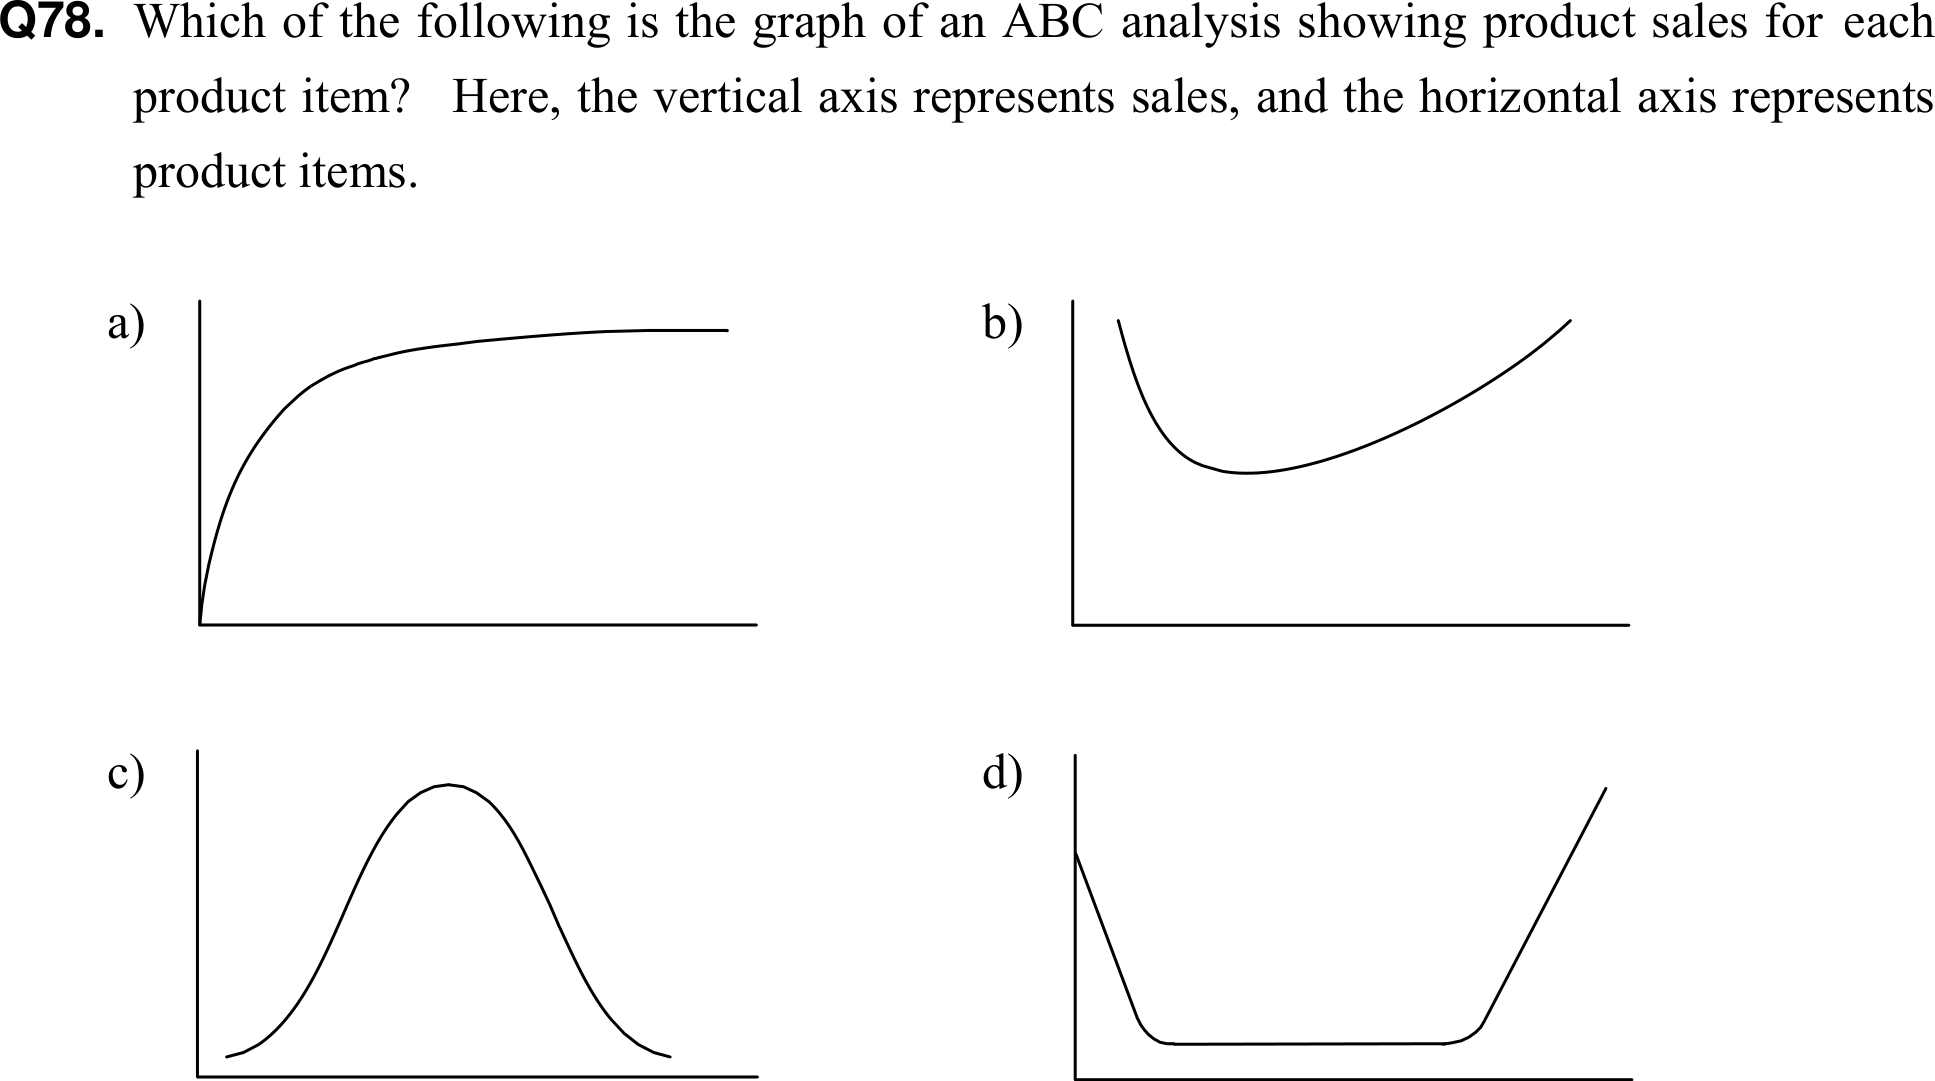 Q78. Which of the following is the graph of an ABC analysis showing product sales for each
product item? Here, the vertical axis represents sales, and the horizontal axis represents
product items.
a)
b)
c)
d)